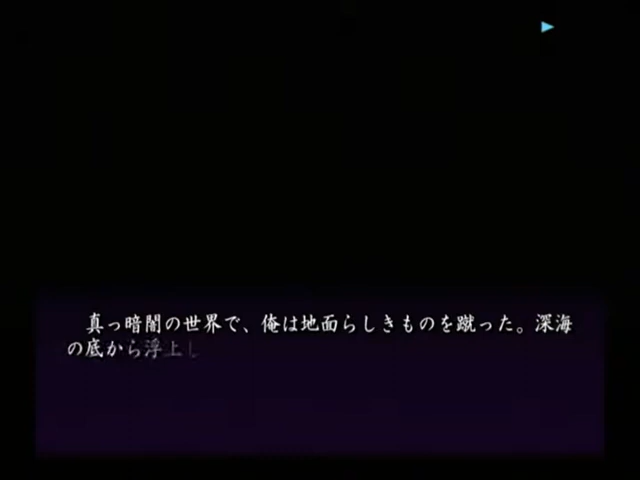 真っ暗闇の世界で、俺は地面らしきものを蹴った。深海
の底から浮上し